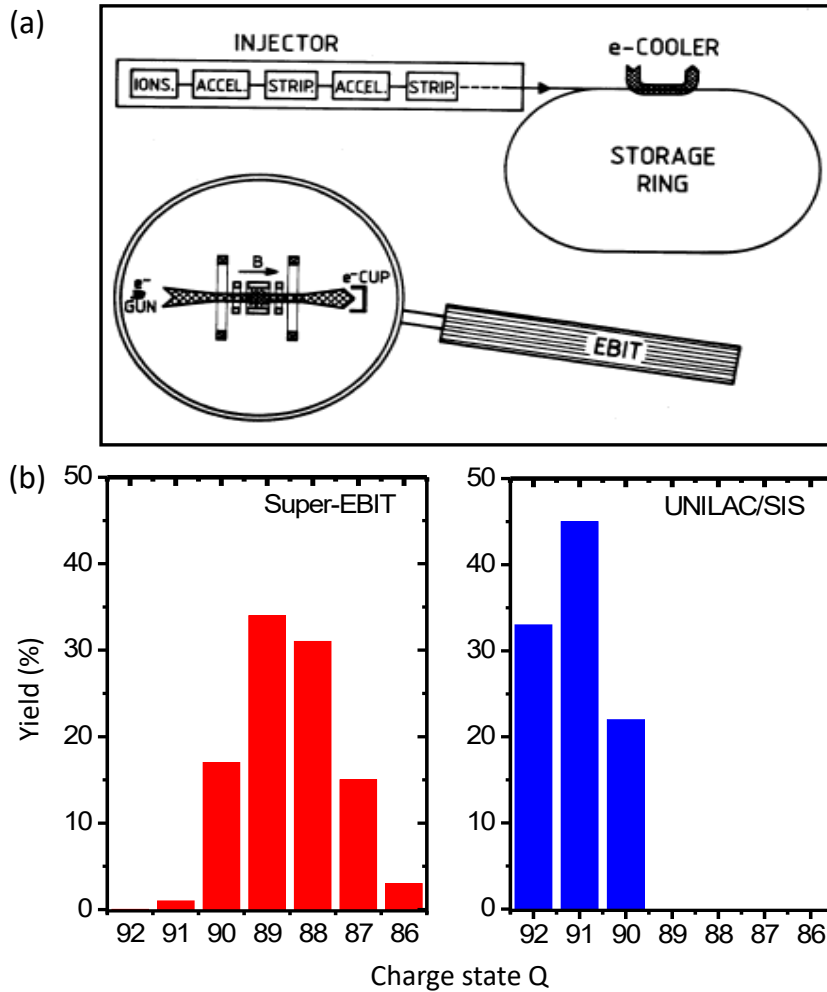 (a)
INJECTOR
IONS. ACCEL. STRIP. ACCEL. STRIP.
e-COOLER
STORAGE
RING
B
e-
GUN
e-CUP
EBIT
(b)
Super-EBIT
UNILAC/SIS
Yield (%)
50
40
30
20
10
0
92 91 90 89 88 87 86
50
40
30
20
10
0
92 91 90 89 88 87 86
Charge state Q